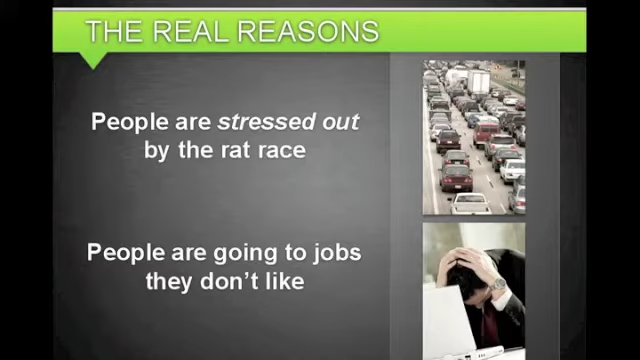 THE REAL REASONS
People are stressed out
by the rat race
People are going to jobs
they don't like